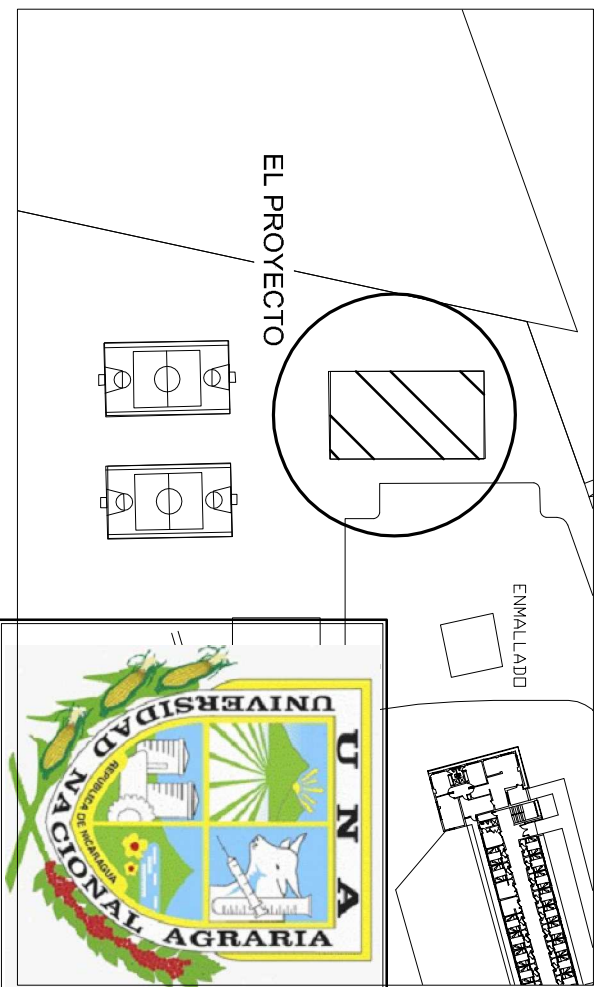 EL PROYECTO
ENMALLADO
U N A
UNIVERSIDAD NACIONAL AGRARIA
REPUBLICA DE NICARAGUA